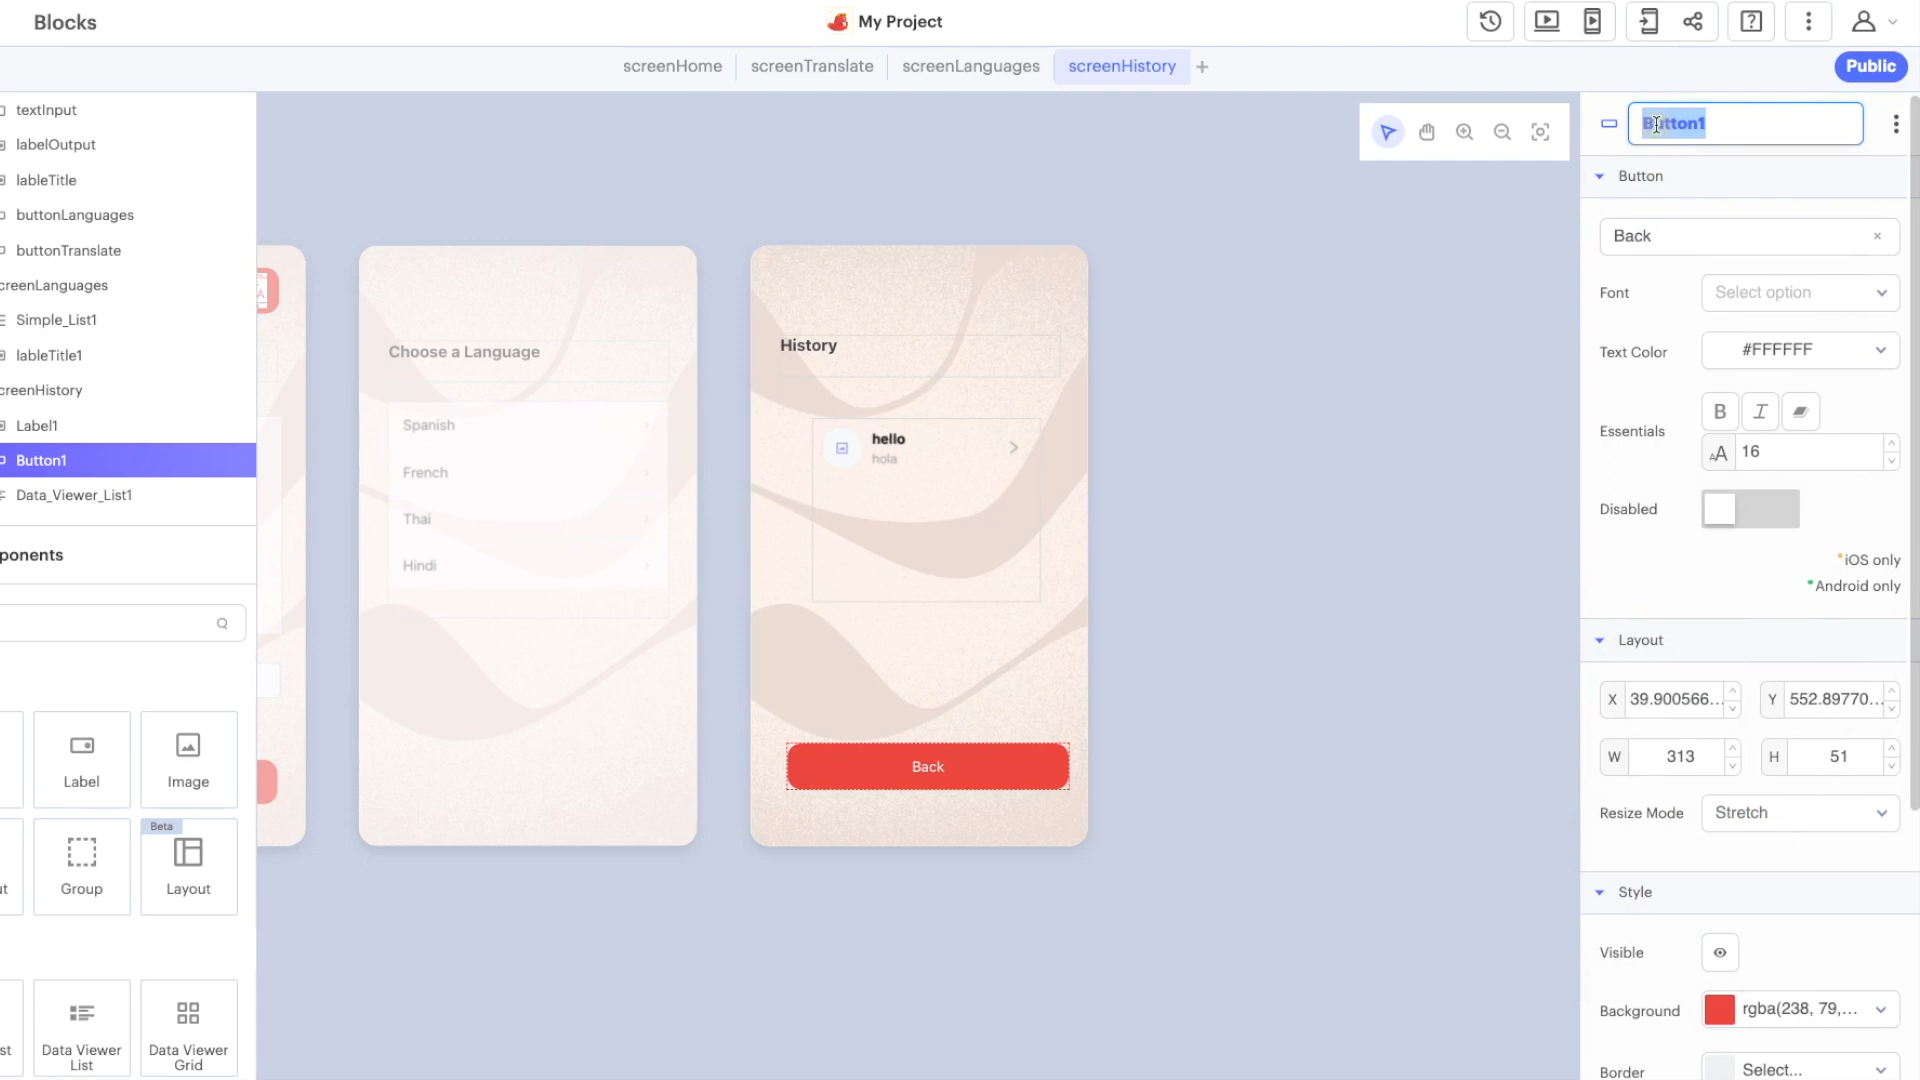 Blocks
My Project
screenHome
screenTranslate
screenLanguages
screenHistory
+
Public
textInput
labelOutput
lableTitle
buttonLanguages
buttonTranslate
creenLanguages
Simple_List1
lableTitle1
creenHistory
Label1
Button1
Data_Viewer_List1
ponents
Label
Image
ut
Group
Beta
Layout
st
Data Viewer
List
Data Viewer
Grid
A
Choose a Language
Spanish
French
Thai
Hindi
History
hello
hola
Back
Button1
Button
Back
×
Font
Select option
Text Color
#FFFFFF
Essentials
B
I
AA
16
Disabled
*iOS only
*Android only
Layout
X
39.900566...
Y
552.89770...
W
313
H
51
Resize Mode
Stretch
Style
Visible
Background
rgba(238, 79,...
Border
Select...